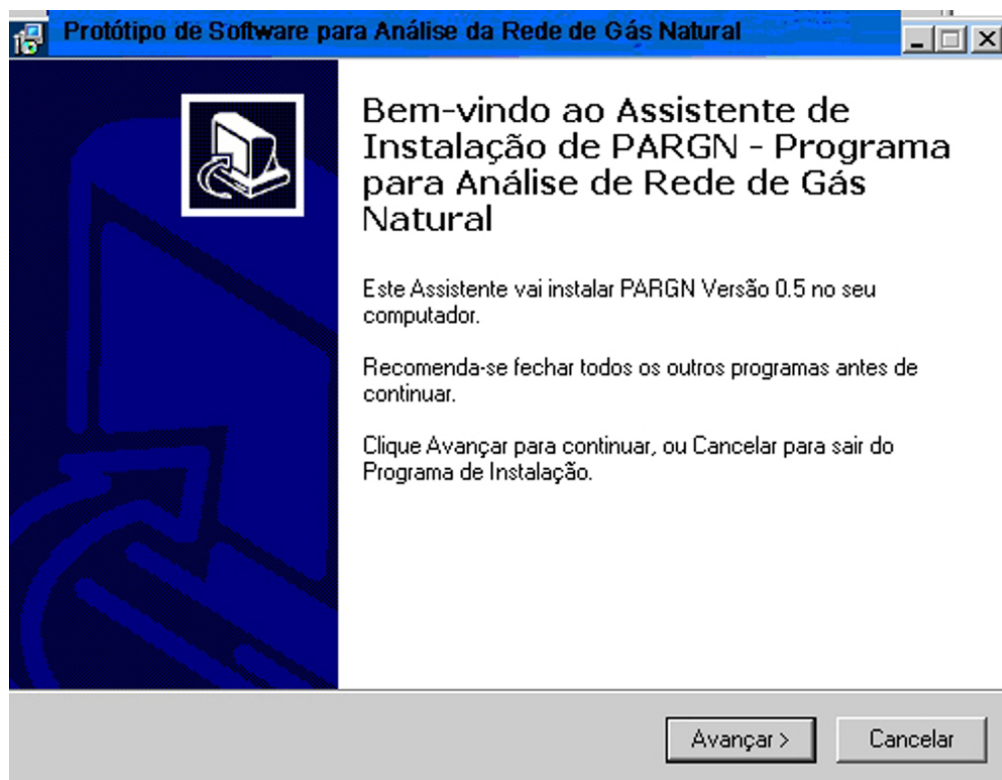 Protótipo de Software para Análise da Rede de Gás Natural
Bem-vindo ao Assistente de
Instalação de PARGN - Programa
para Análise de Rede de Gás
Natural
Este Assistente vai instalar PARGN Versão 0.5 no seu
computador.
Recomenda-se fechar todos os outros programas antes de
continuar.
Clique Avançar para continuar, ou Cancelar para sair do
Programa de Instalação.
Avançar >
Cancelar